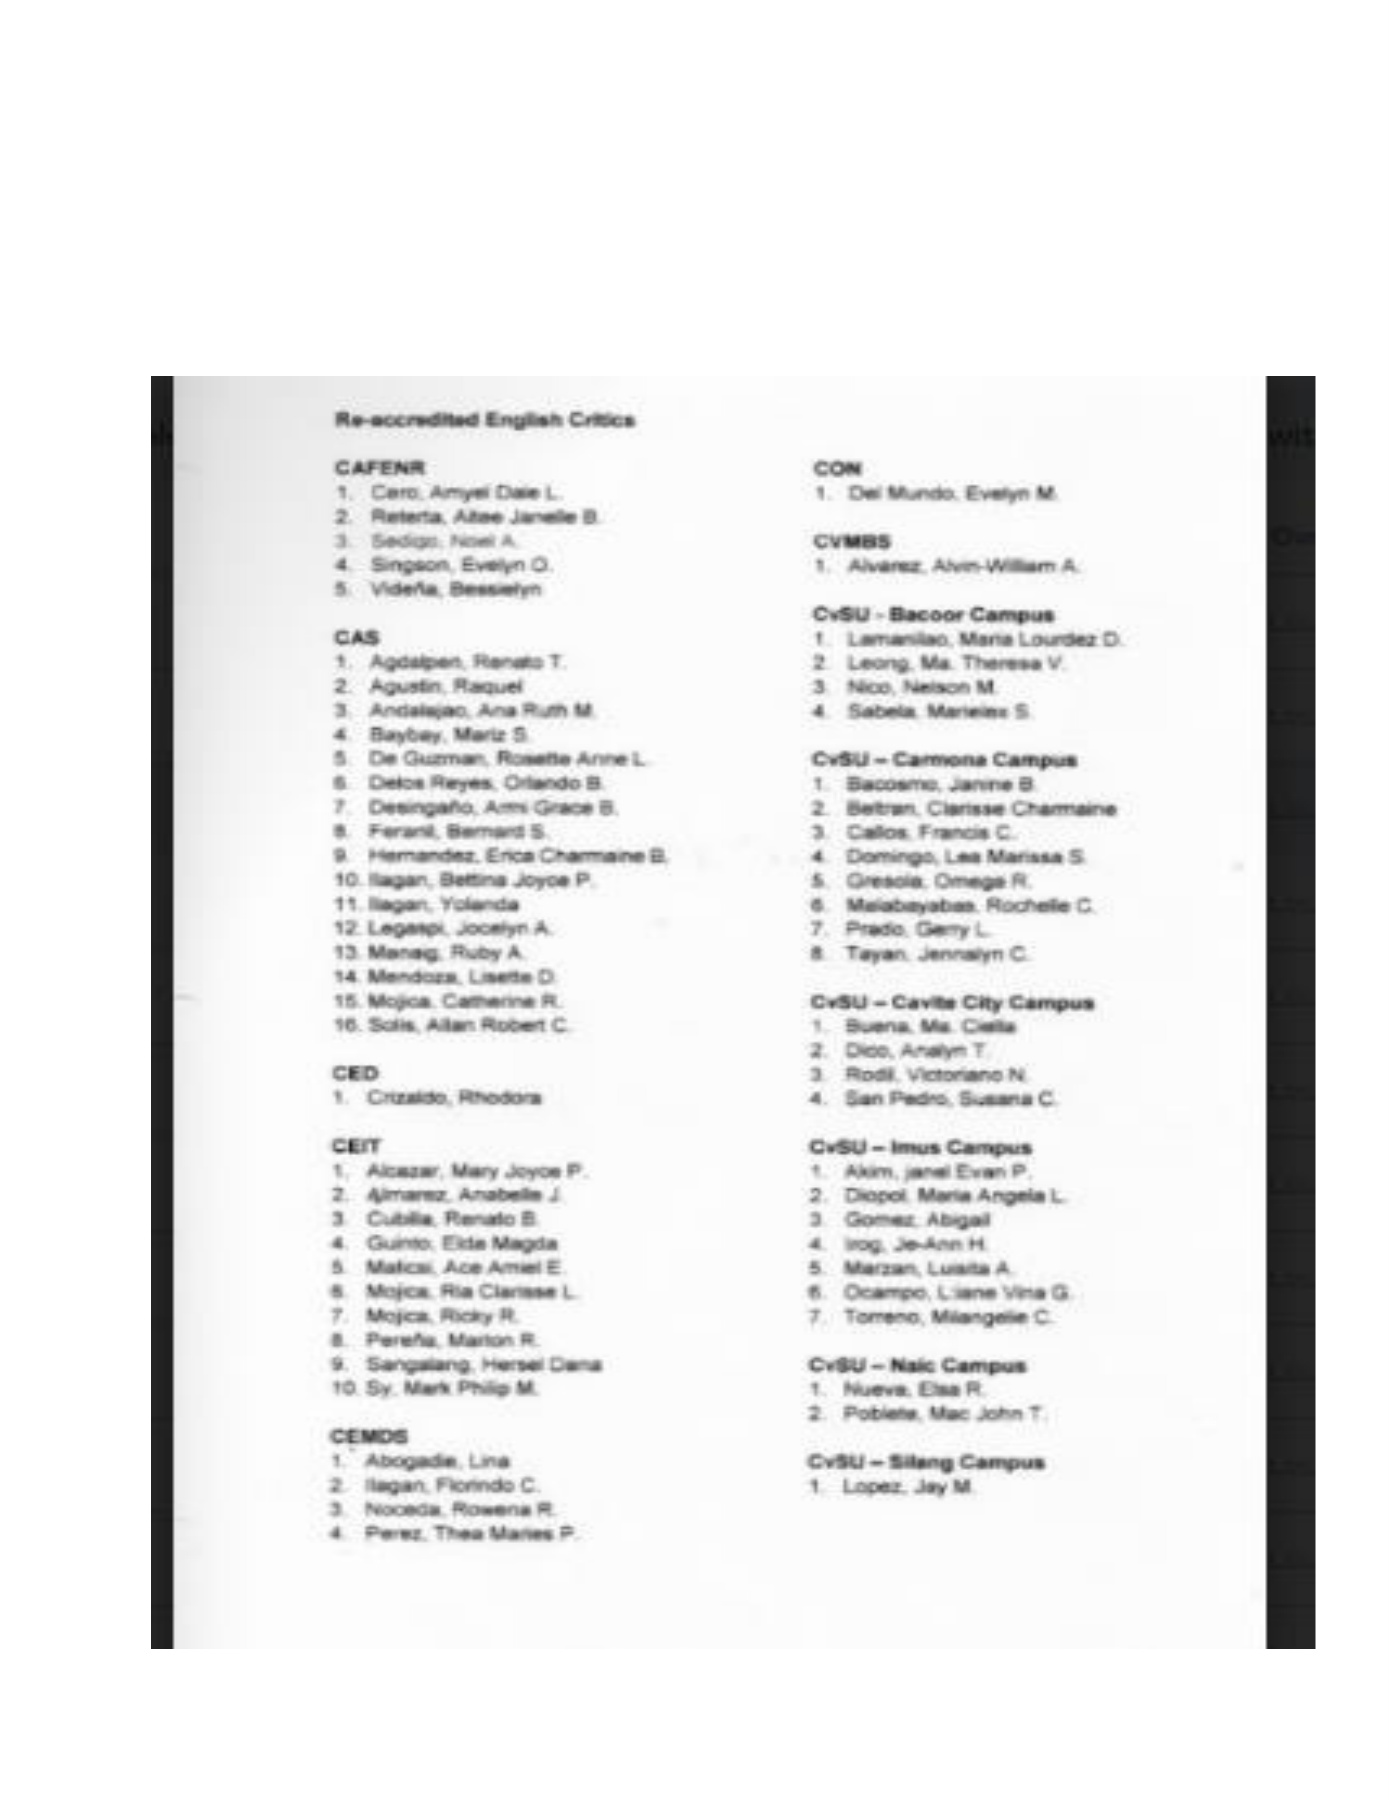 Re-accredited English Critics
CAFENR
1. Cero, Amyel Dale L.
2. Reterta, Aitee Janelle B.
3. Sedigo, Noel A.
4. Singson, Evelyn O.
5. Videña, Bessielyn
CAS
1. Agdalpen, Renato T.
2. Agustin, Raquel
3. Andalajao, Ana Ruth M.
4. Baybay, Mariz S.
5. De Guzman, Rosette Anne L.
6. Delos Reyes, Orlando B.
7. Desingaño, Armi Grace B.
8. Feranil, Bernard S.
9. Hernandez, Erica Charmaine B.
10. Ilagan, Bettina Joyce P.
11. Ilagan, Yolanda
12. Legaspi, Jocelyn A.
13. Manaig, Ruby A.
14. Mendoza, Lisette D.
15. Mojica, Catherine R.
16. Solis, Allan Robert C.
CED
1. Crizaldo, Rhodora
CEIT
1. Alcazar, Mary Joyce P.
2. Almarez, Anabelle J.
3. Cubilla, Renato B.
4. Guinto, Elda Magda
5. Maticsi, Ace Amiel E.
6. Mojica, Ria Clarisse L.
7. Mojica, Ricky R.
8. Pereña, Marlon R.
9. Sangalang, Hersel Dana
10. Sy, Mark Philip M.
CEMDS
1. Abogadie, Lina
2. Ilagan, Florindo C.
3. Noceda, Rowena R.
4. Perez, Thea Maries P.
CON
1. Del Mundo, Evelyn M.
CVMBS
1. Alvarez, Alvin-William A.
CvSU - Bacoor Campus
1. Lamanilao, Maria Lourdez D.
2. Leong, Ma. Theresa V.
3. Nico, Nelson M.
4. Sabela, Marielex S.
CvSU – Carmona Campus
1. Bacosmo, Janine B.
2. Beltran, Clarisse Charmaine
3. Callos, Francis C.
4. Domingo, Lea Marissa S.
5. Gresola, Omega R.
6. Malabayabas, Rochelle C.
7. Prado, Gerry L.
8. Tayan, Jennalyn C.
CvSU – Cavite City Campus
1. Buena, Ma. Ciella
2. Dico, Analyn T.
3. Rodil, Victoriano N.
4. San Pedro, Susana C.
CvSU – Imus Campus
1. Akim, janel Evan P.
2. Diopol, Maria Angela L.
3. Gomez, Abigail
4. Irog, Je-Ann H.
5. Marzan, Luisita A.
6. Ocampo, Liane Vina G.
7. Torreno, Milangelie C.
CvSU – Naic Campus
1. Nueva, Elsa R.
2. Poblete, Mac John T.
CvSU – Silang Campus
1. Lopez, Jay M.